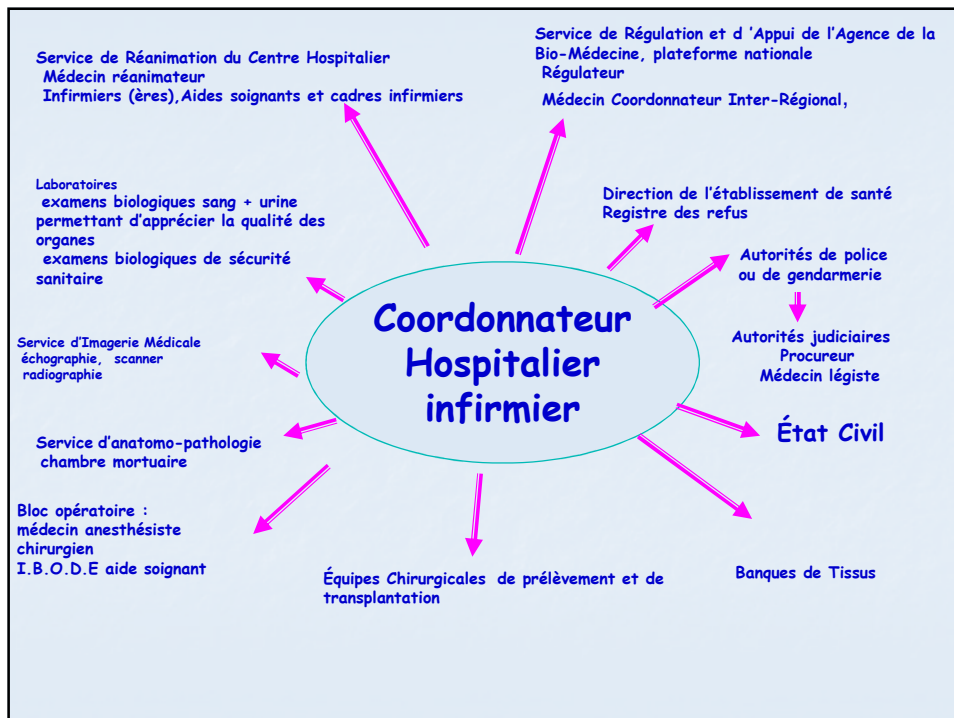 Service de Réanimation du Centre Hospitalier
Médecin réanimateur
Infirmiers (ères),Aides soignants et cadres infirmiers
Service de Régulation et d 'Appui de l'Agence de la
Bio-Médecine, plateforme nationale
Régulateur
Médecin Coordonnateur Inter-Régional,
Laboratoires
examens biologiques sang + urine
permettant d'apprécier la qualité des
organes
examens biologiques de sécurité
sanitaire
Direction de l'établissement de santé
Registre des refus
Autorités de police
ou de gendarmerie
Autorités judiciaires
Procureur
Médecin légiste
Coordonnateur
Hospitalier
infirmier
Service d'Imagerie Médicale
échographie, scanner
radiographie
État Civil
Service d'anatomo-pathologie
chambre mortuaire
Bloc opératoire :
médecin anesthésiste
chirurgien
I.B.O.D.E aide soignant
Équipes Chirurgicales de prélèvement et de
transplantation
Banques de Tissus